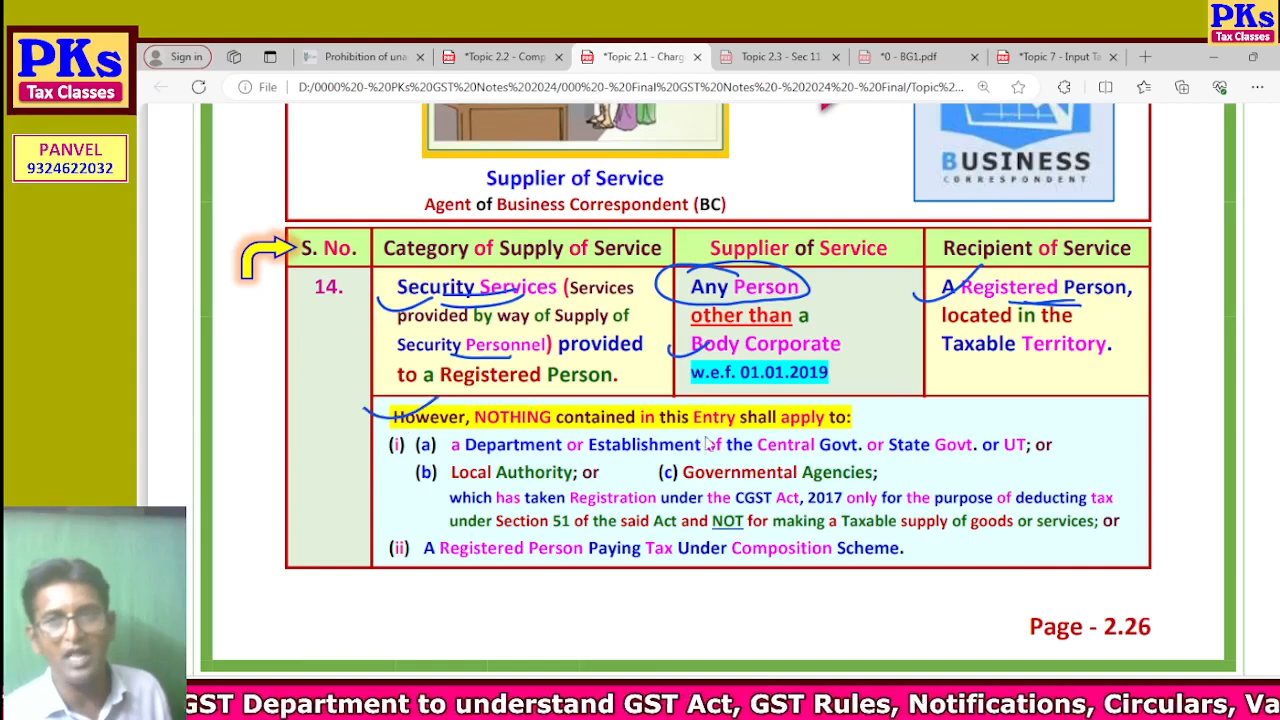 PKs
Tax Classes
PKs
Tax Classes
PANVEL
9324622032
Sign in
Prohibition of una
*Topic 2.2 - Comp
*Topic 2.1 - Charg
Topic 2.3 - Sec 11
*0 - BG1.pdf
*Topic 7 - Input Ta
File
D:/0000%20-%20PKs%20GST%20Notes%202024/000%20-%20Final%20GST%20Notes%202024%20-%20Final/Topic%2...
BUSINESS
CORRESPONDENT
Supplier of Service
Agent of Business Correspondent (BC)
S. No.
Category of Supply of Service
Supplier of Service
Recipient of Service
14.
Security Services (Services
provided by way of Supply of
Security Personnel) provided
to a Registered Person.
Any Person
other than a
Body Corporate
w.e.f. 01.01.2019
A Registered Person,
located in the
Taxable Territory.
However, NOTHING contained in this Entry shall apply to:
(i) (a) a Department or Establishment of the Central Govt. or State Govt. or UT; or
(b) Local Authority; or (c) Governmental Agencies;
which has taken Registration under the CGST Act, 2017 only for the purpose of deducting tax
under Section 51 of the said Act and NOT for making a Taxable supply of goods or services; or
(ii) A Registered Person Paying Tax Under Composition Scheme.
Page - 2.26
GST Department to understand GST Act, GST Rules, Notifications, Circulars, Va